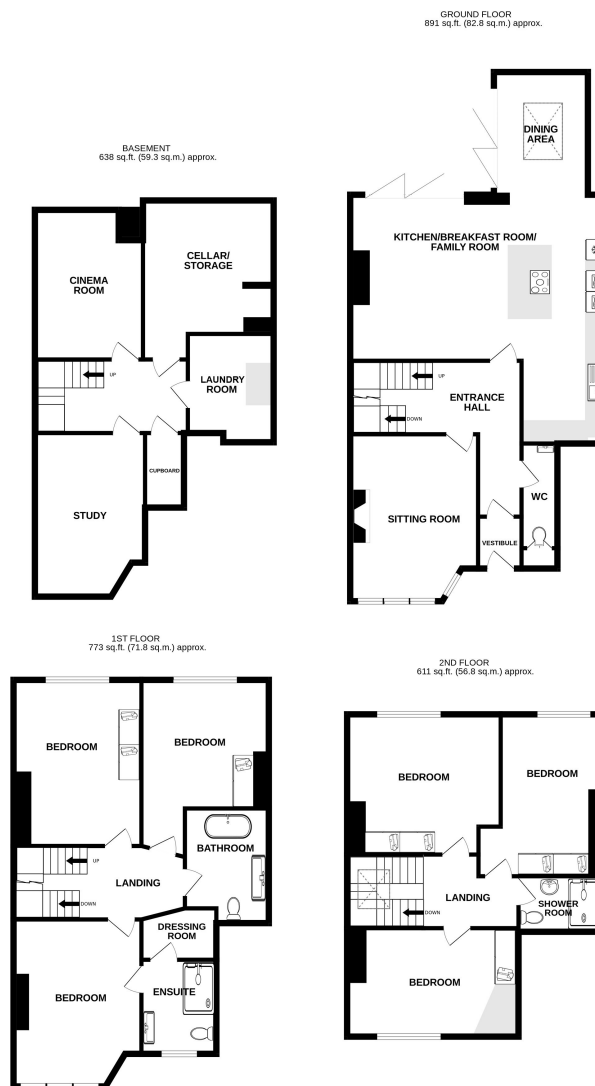 GROUND FLOOR
891 sq.ft. (82.8 sq.m.) approx.
DINING
AREA
KITCHEN/BREAKFAST ROOM/
FAMILY ROOM
UP
ENTRANCE
HALL
DOWN
WC
SITTING ROOM
VESTIBULE
BASEMENT
638 sq.ft. (59.3 sq.m.) approx.
CELLAR/
STORAGE
CINEMA
ROOM
UP
LAUNDRY
ROOM
CUPBOARD
STUDY
1ST FLOOR
773 sq.ft. (71.8 sq.m.) approx.
BEDROOM
BEDROOM
BATHROOM
UP
LANDING
DOWN
DRESSING
ROOM
ENSUITE
BEDROOM
2ND FLOOR
611 sq.ft. (56.8 sq.m.) approx.
BEDROOM
BEDROOM
LANDING
SHOWER
ROOM
DOWN
BEDROOM